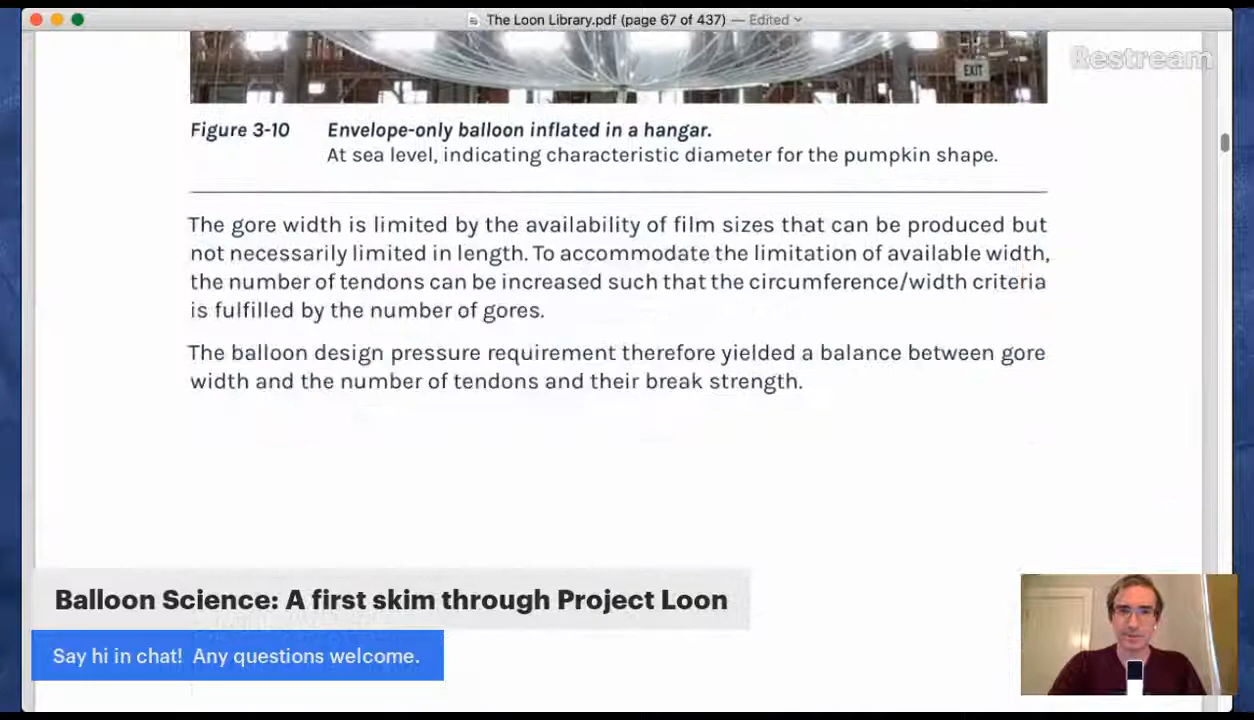 The Loon Library.pdf (page 67 of 437) — Edited
Restream
EXIT
Figure 3-10 Envelope-only balloon inflated in a hangar.
At sea level, indicating characteristic diameter for the pumpkin shape.
The gore width is limited by the availability of film sizes that can be produced but
not necessarily limited in length. To accommodate the limitation of available width,
the number of tendons can be increased such that the circumference/width criteria
is fulfilled by the number of gores.
The balloon design pressure requirement therefore yielded a balance between gore
width and the number of tendons and their break strength.
Balloon Science: A first skim through Project Loon
Say hi in chat! Any questions welcome.